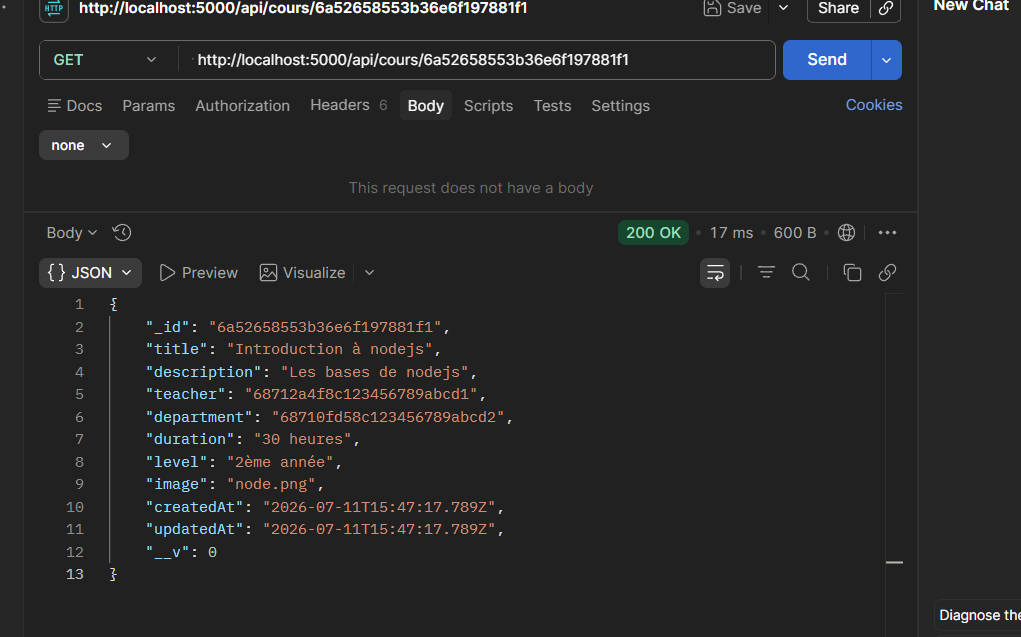 HTTP http://localhost:5000/api/cours/6a52658553b36e6f197881f1 Save Share New Chat
GET http://localhost:5000/api/cours/6a52658553b36e6f197881f1 Send
Docs Params Authorization Headers 6 Body Scripts Tests Settings Cookies
none
This request does not have a body
Body 200 OK • 17 ms • 600 B •
{} JSON Preview Visualize
1 {
2 "_id": "6a52658553b36e6f197881f1",
3 "title": "Introduction à nodejs",
4 "description": "Les bases de nodejs",
5 "teacher": "68712a4f8c123456789abcd1",
6 "department": "68710fd58c123456789abcd2",
7 "duration": "30 heures",
8 "level": "2ème année",
9 "image": "node.png",
10 "createdAt": "2026-07-11T15:47:17.789Z",
11 "updatedAt": "2026-07-11T15:47:17.789Z",
12 "__v": 0
13 }
Diagnose the